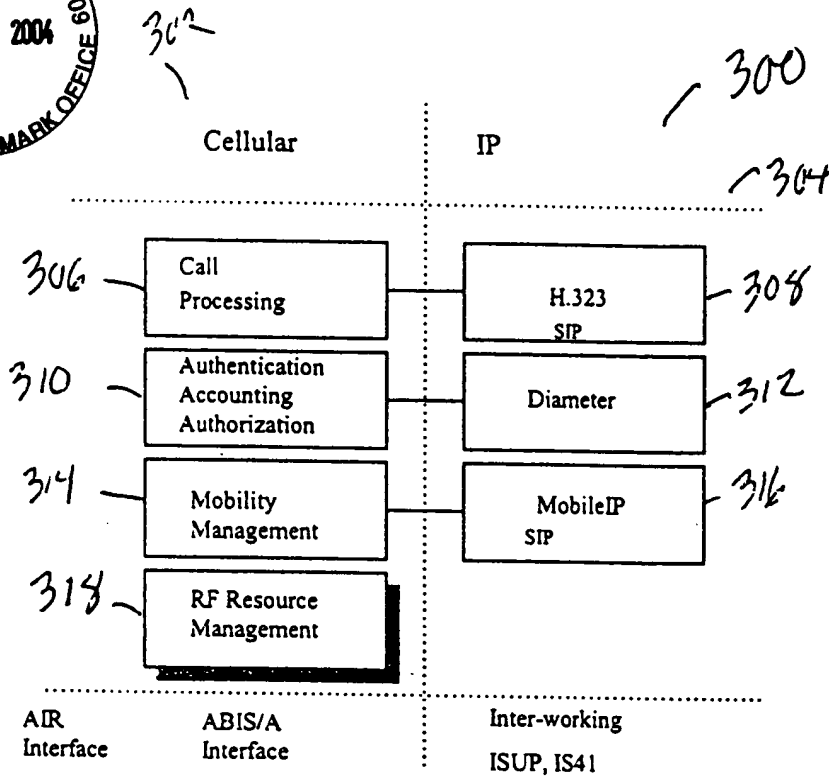 2004
MARK OFFICE 60
302
300
Cellular IP
304
306 Call Processing H.323 SIP 308
310 Authentication Accounting Authorization Diameter 312
314 Mobility Management MobileIP SIP 316
318 RF Resource Management
AIR Interface ABIS/A Interface Inter-working
ISUP, IS41